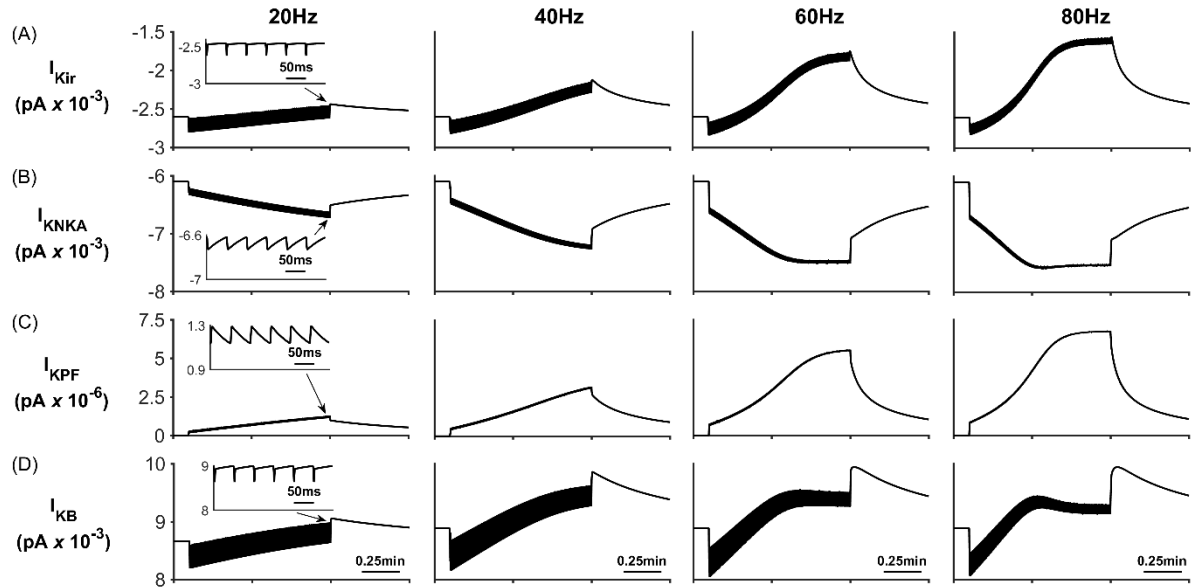 20Hz 40Hz 60Hz 80Hz
(A)
I_Kir
(pA x 10^-3)
-1.5
-2
-2.5
-3
-2.5
-3
50ms
(B)
I_KNKA
(pA x 10^-3)
-6
-7
-8
-6.6
-7
50ms
(C)
I_KPF
(pA x 10^-6)
7.5
5
2.5
0
1.3
0.9
50ms
(D)
I_KB
(pA x 10^-3)
10
9
8
9
8
50ms
0.25min 0.25min 0.25min 0.25min